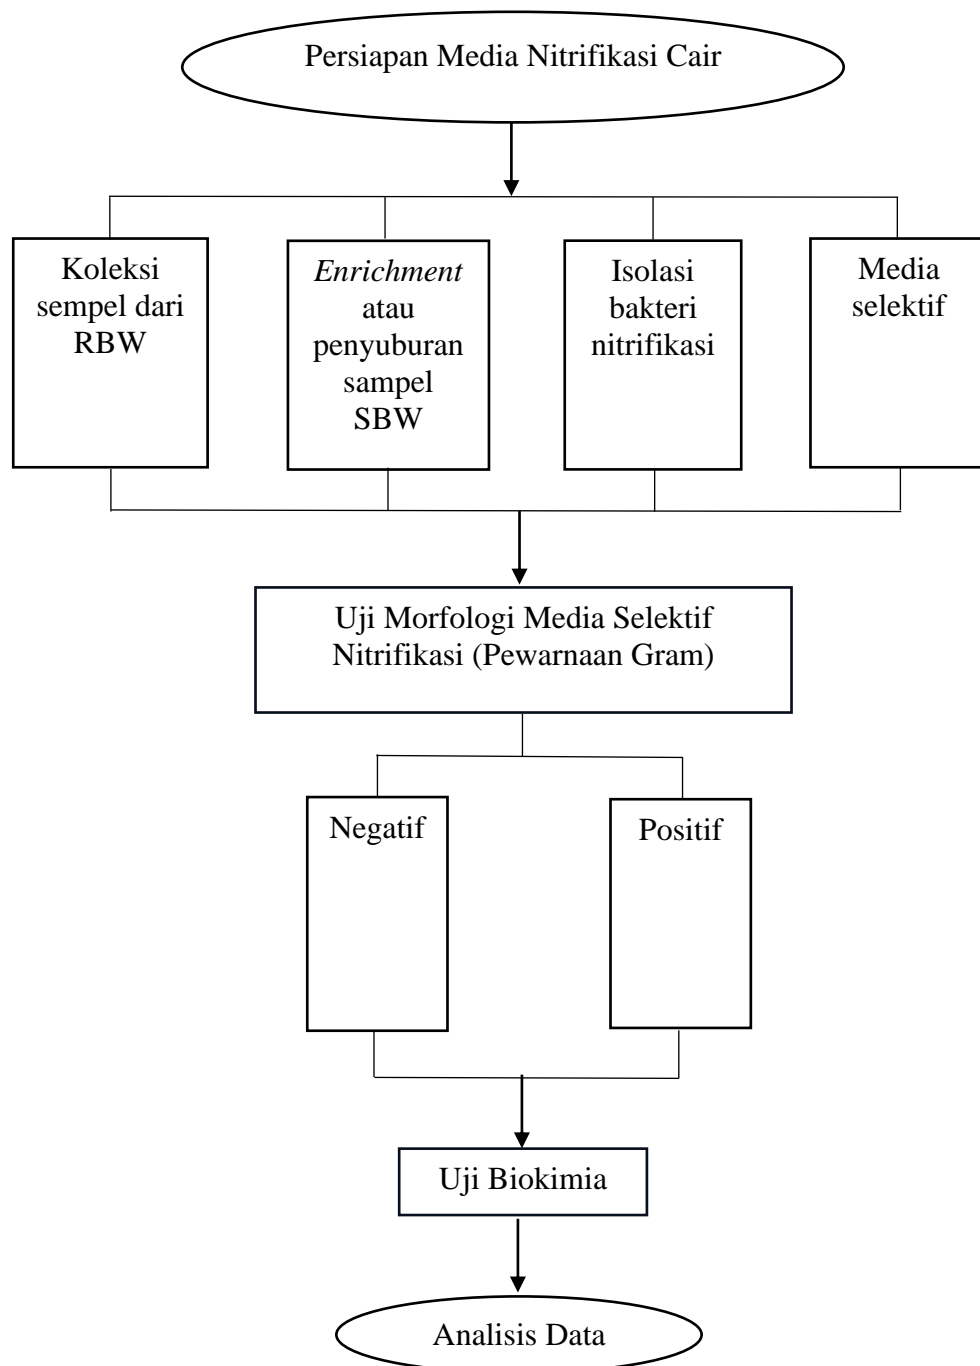 Persiapan Media Nitrifikasi Cair
Koleksi
sempel dari
RBW
Enrichment
atau
penyuburan
sampel
SBW
Isolasi
bakteri
nitrifikasi
Media
selektif
Uji Morfologi Media Selektif
Nitrifikasi (Pewarnaan Gram)
Negatif
Positif
Uji Biokimia
Analisis Data